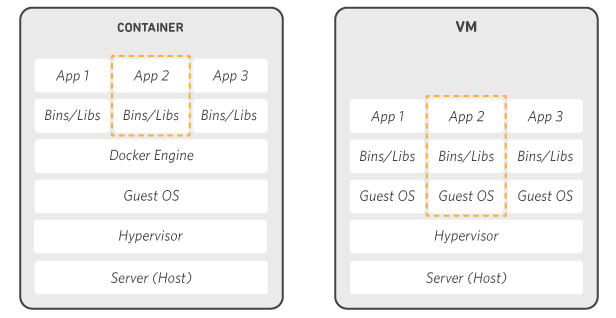 CONTAINER
App 1 App 2 App 3
Bins/Libs Bins/Libs Bins/Libs
Docker Engine
Guest OS
Hypervisor
Server (Host)
VM
App 1 App 2 App 3
Bins/Libs Bins/Libs Bins/Libs
Guest OS Guest OS Guest OS
Hypervisor
Server (Host)